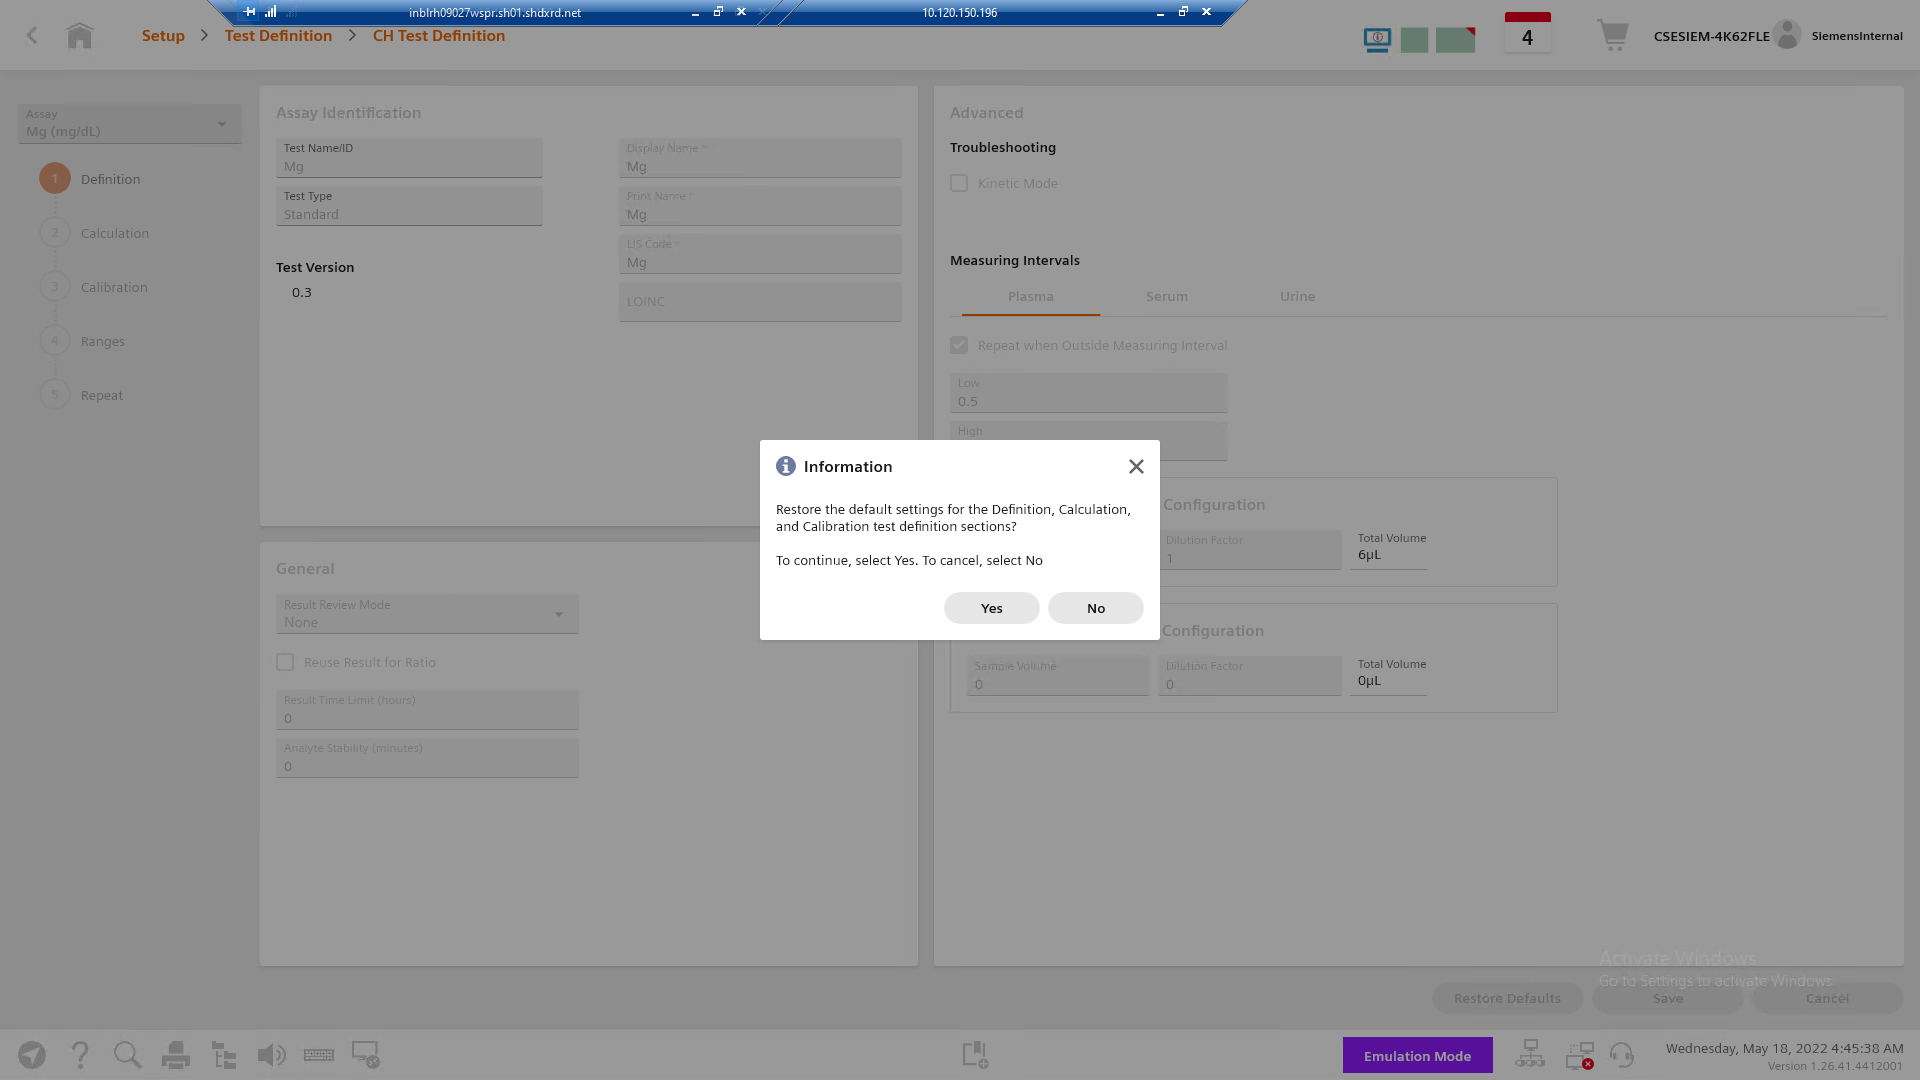 inblrh09027wspr.sh01.shdxrd.net
10.120.150.196
Setup > Test Definition > CH Test Definition
4
CSESIEM-4K62FLE
SiemensInternal
Assay
Mg (mg/dL)
1 Definition
2 Calculation
3 Calibration
4 Ranges
5 Repeat
Assay Identification
Test Name/ID
Mg
Test Type
Standard
Test Version
0.3
Display Name *
Mg
Print Name *
Mg
LIS Code *
Mg
LOINC
General
Result Review Mode
None
Reuse Result for Ratio
Result Time Limit (hours)
0
Analyte Stability (minutes)
0
Advanced
Troubleshooting
Kinetic Mode
Measuring Intervals
Plasma
Serum
Urine
Repeat when Outside Measuring Interval
Low
0.5
High
Configuration
Dilution Factor
1
Total Volume
6µL
Configuration
Sample Volume
0
Dilution Factor
0
Total Volume
0µL
Information
Restore the default settings for the Definition, Calculation,
and Calibration test definition sections?
To continue, select Yes. To cancel, select No
Yes
No
Activate Windows
Go to Settings to activate Windows.
Restore Defaults
Save
Cancel
Emulation Mode
Wednesday, May 18, 2022 4:45:38 AM
Version 1.26.41.4412001